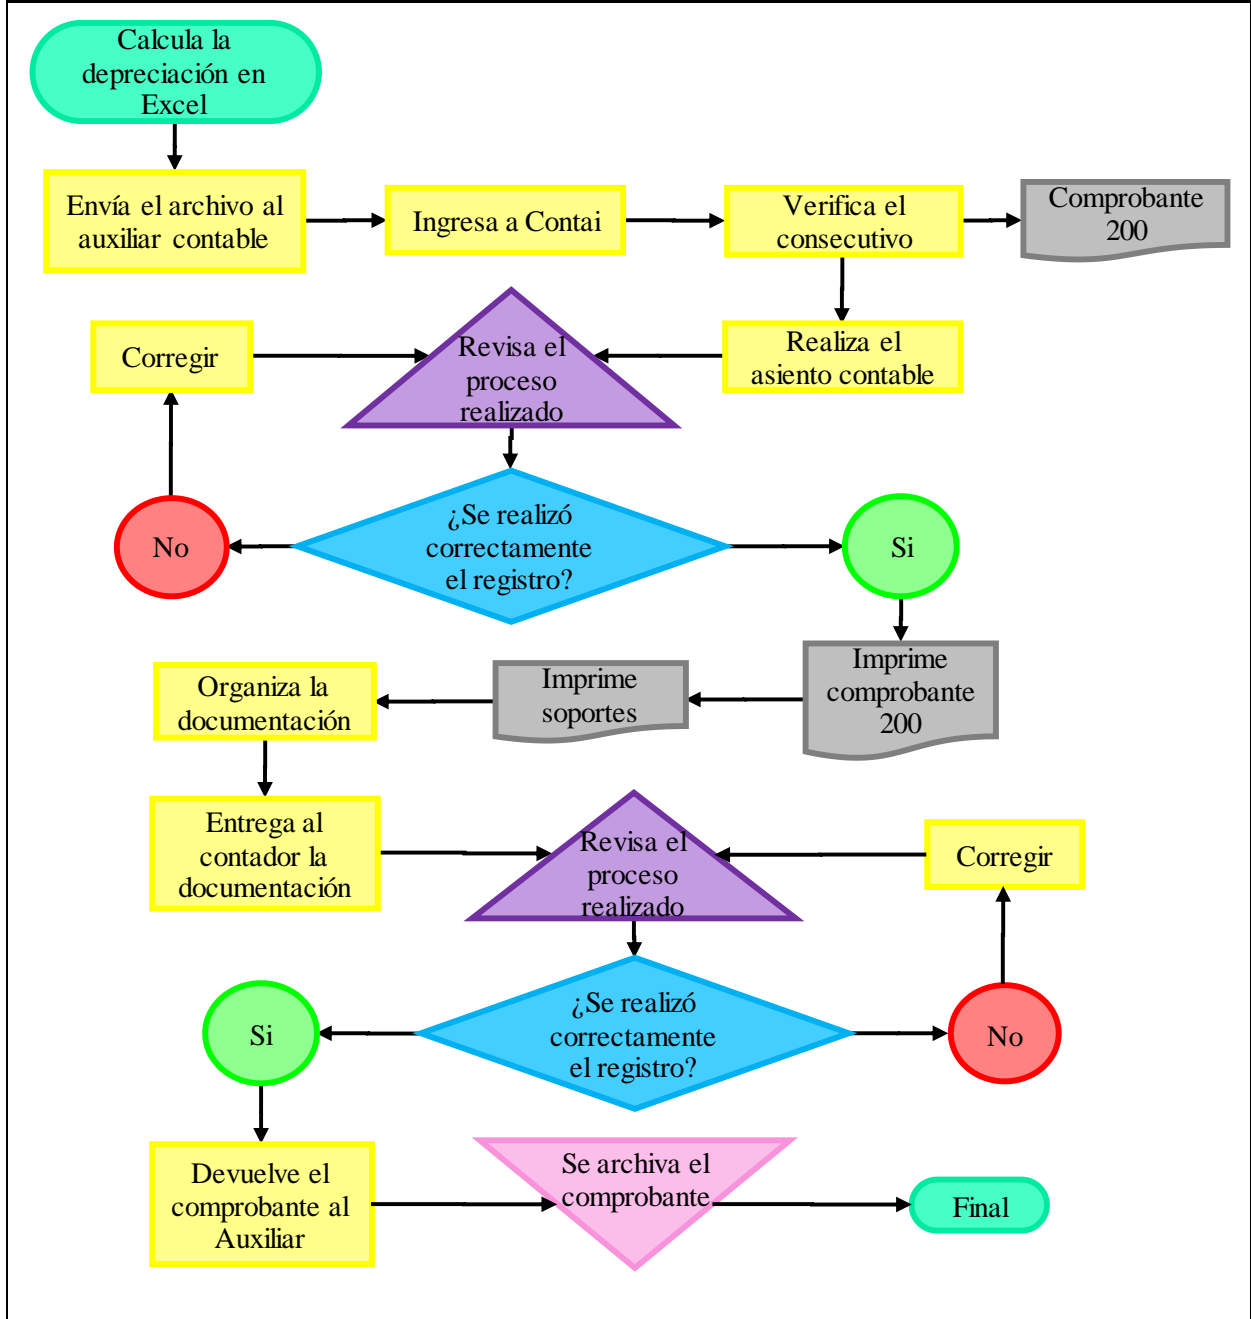 Calcula la
depreciación en
Excel
Envía el archivo al
auxiliar contable
Ingresa a Contai
Verifica el
consecutivo
Comprobante
200
Corregir
Revisa el
proceso
realizado
Realiza el
asiento contable
No
¿Se realizó
correctamente
el registro?
Si
Organiza la
documentación
Imprime
soportes
Imprime
comprobante
200
Entrega al
contador la
documentación
Revisa el
proceso
realizado
Corregir
Si
¿Se realizó
correctamente
el registro?
No
Devuelve el
comprobante al
Auxiliar
Se archiva el
comprobante
Final